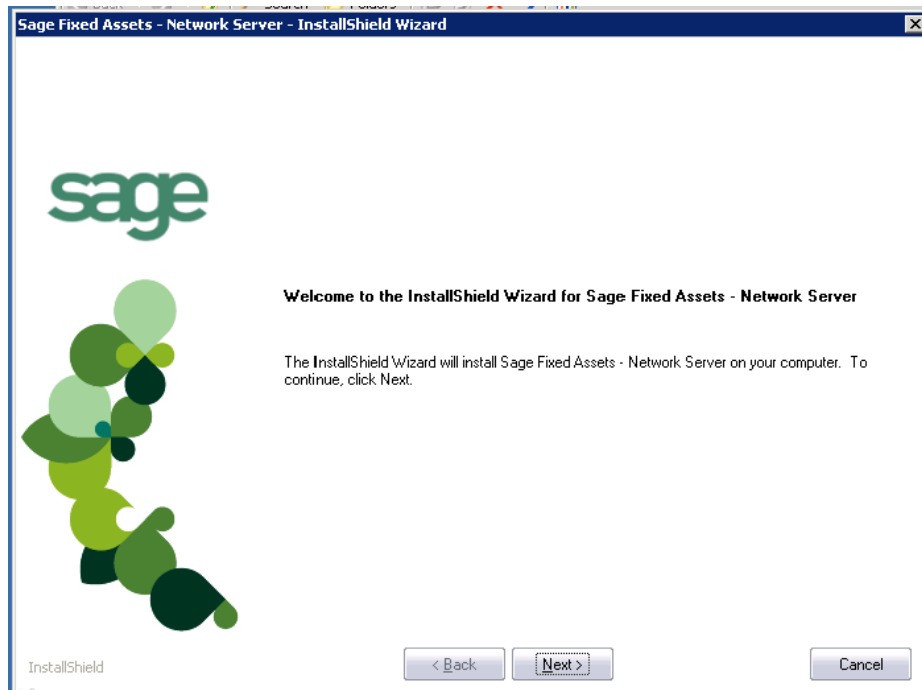 Search Folders
Sage Fixed Assets - Network Server - InstallShield Wizard
sage
Welcome to the InstallShield Wizard for Sage Fixed Assets - Network Server
The InstallShield Wizard will install Sage Fixed Assets - Network Server on your computer. To
continue, click Next.
InstallShield
< Back
Next >
Cancel